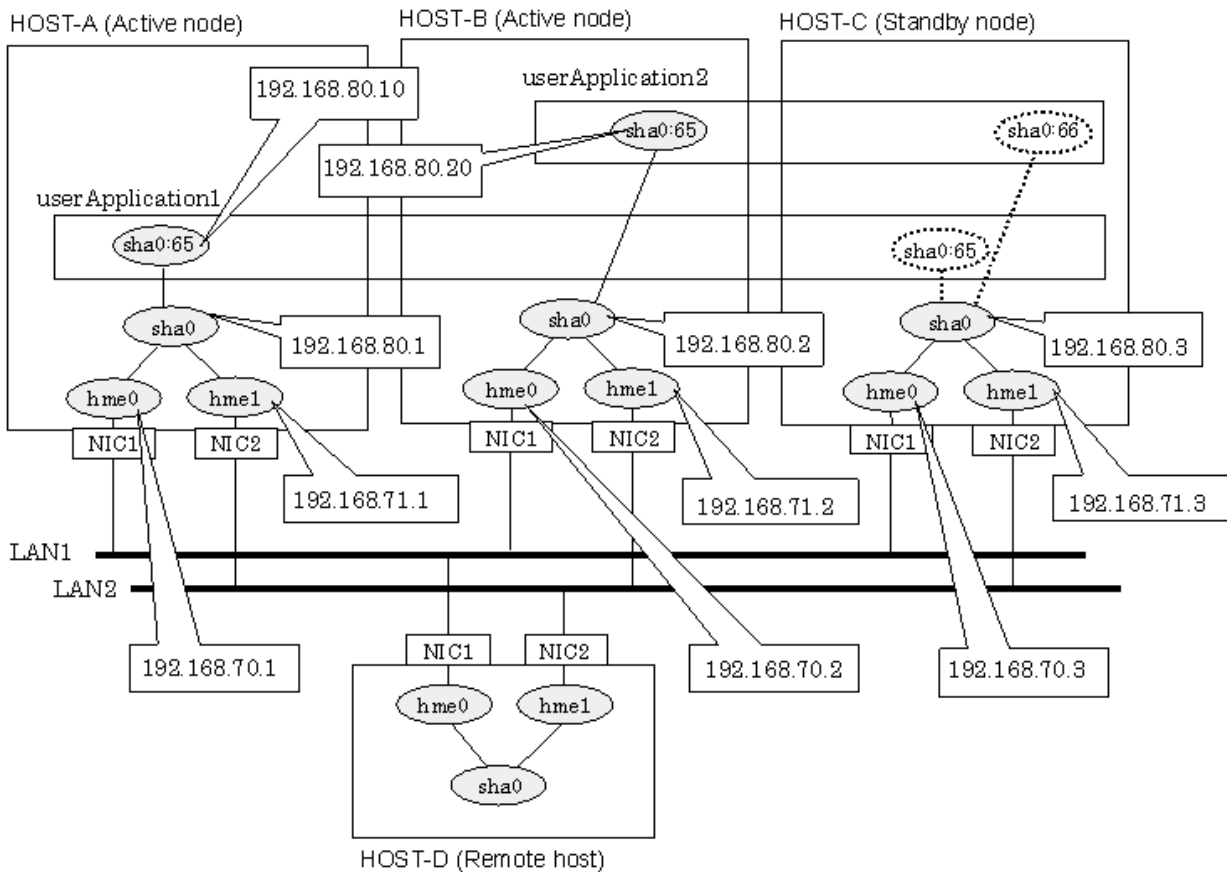 HOST-A (Active node)
HOST-B (Active node)
HOST-C (Standby node)
192.168.80.10
userApplication2
sha0:65
sha0:66
192.168.80.20
userApplication1
sha0:65
sha0:65
sha0
192.168.80.1
sha0
192.168.80.2
sha0
192.168.80.3
hme0
hme1
hme0
hme1
hme0
hme1
NIC1
NIC2
NIC1
NIC2
NIC1
NIC2
192.168.71.1
192.168.71.2
192.168.71.3
LAN1
LAN2
192.168.70.1
NIC1
NIC2
192.168.70.2
192.168.70.3
hme0
hme1
sha0
HOST-D (Remote host)